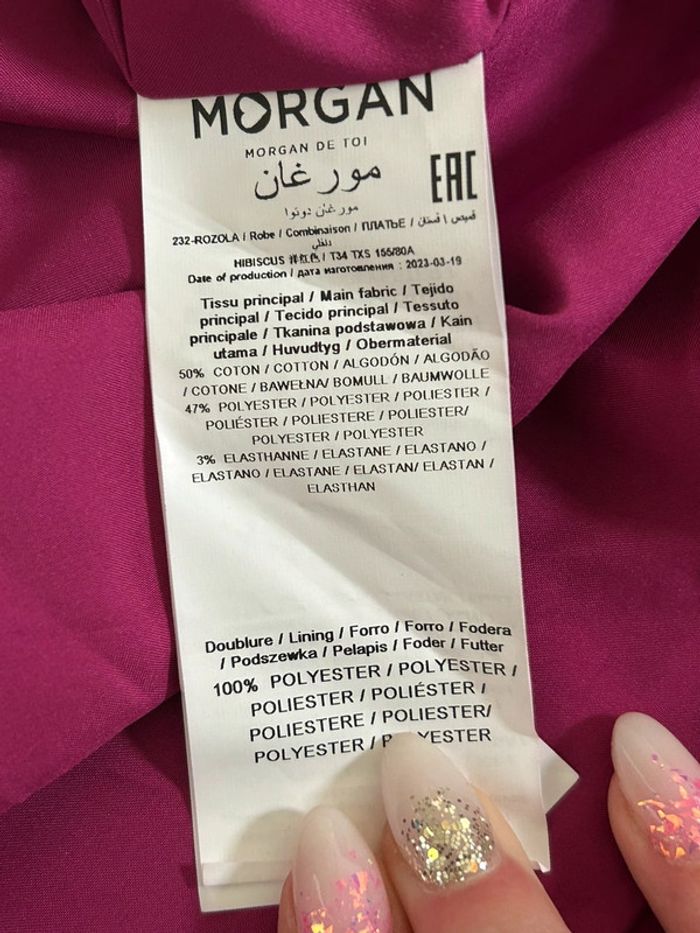 MORGAN
MORGAN DE TOI
مورغان
EAC
مورغان دوتوا
232-ROZOLA / Robe / Combinaison / ПЛАТЬЕ / فستان / قميص
داخلي
HIBISCUS 洋红色 / T34 TXS 155/80A
Date of production / дата изготовления : 2023-03-19
Tissu principal / Main fabric / Tejido
principal / Tecido principal / Tessuto
principale / Tkanina podstawowa / Kain
utama / Huvudtyg / Obermaterial
50% COTON / COTTON / ALGODÓN / ALGODÃO
/ COTONE / BAWEŁNA/ BOMULL / BAUMWOLLE
47% POLYESTER / POLYESTER / POLIESTER /
POLIÉSTER / POLIESTERE / POLIESTER/
POLYESTER / POLYESTER
3% ELASTHANNE / ELASTANE / ELASTANO /
ELASTANO / ELASTANE / ELASTAN/ ELASTAN /
ELASTHAN
Doublure / Lining / Forro / Forro / Fodera
/ Podszewka / Pelapis / Foder / Futter
100% POLYESTER / POLYESTER /
POLIESTER / POLIÉSTER /
POLIESTERE / POLIESTER/
POLYESTER / P YESTER